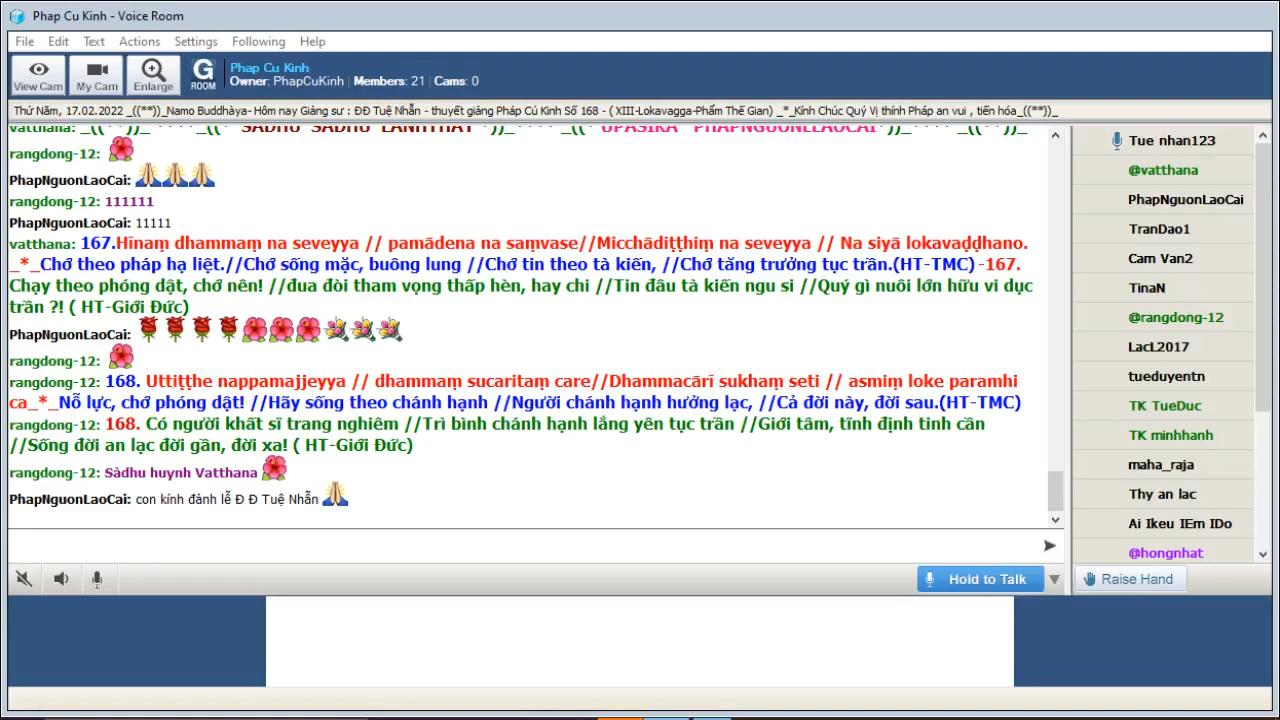 Phap Cu Kinh - Voice Room
File Edit Text Actions Settings Following Help
View Cam My Cam Enlarge G ROOM
Phap Cu Kinh
Owner: PhapCuKinh Members: 21 Cams: 0
Thứ Năm, 17.02.2022 _((**))_Namo Buddhàya- Hôm nay Giảng sư : ĐĐ Tuệ Nhẫn - thuyết giảng Pháp Cú Kinh Số 168 - ( XIII-Lokavagga-Phẩm Thế Gian) _*_Kính Chúc Quý Vị thính Pháp an vui , tiến hóa_((**))_
vatthana:
rangdong-12:
PhapNguonLaoCai:
rangdong-12: 111111
PhapNguonLaoCai: 11111
vatthana: 167.Hīnaṃ dhammaṃ na seveyya // pamādena na saṃvase//Micchādiṭṭhiṃ na seveyya // Na siyā lokavaḍḍhano.
_*_Chớ theo pháp hạ liệt.//Chớ sống mặc, buông lung //Chớ tin theo tà kiến, //Chớ tăng trưởng tục trần.(HT-TMC) -167.
Chạy theo phóng dật, chớ nên! //đua đòi tham vọng thấp hèn, hay chi //Tin đâu tà kiến ngu si //Quý gì nuôi lớn hữu vi dục
trần ?! ( HT-Giới Đức)
PhapNguonLaoCai:
rangdong-12:
rangdong-12: 168. Uttiṭṭhe nappamajjeyya // dhammaṃ sucaritaṃ care//Dhammacārī sukhaṃ seti // asmiṃ loke paramhi
ca_*_Nỗ lực, chớ phóng dật! //Hãy sống theo chánh hạnh //Người chánh hạnh hưởng lạc, //Cả đời này, đời sau.(HT-TMC)
rangdong-12: 168. Có người khất sĩ trang nghiêm //Trì bình chánh hạnh lắng yên tục trần //Giới tâm, tĩnh định tinh cần
//Sống đời an lạc đời gần, đời xa! ( HT-Giới Đức)
rangdong-12: Sàdhu huynh Vatthana
PhapNguonLaoCai: con kính đảnh lễ Đ Đ Tuệ Nhẫn
Tue nhan123
@vatthana
PhapNguonLaoCai
TranDao1
Cam Van2
TinaN
@rangdong-12
LacL2017
tueduyentn
TK TueDuc
TK minhhanh
maha_raja
Thy an lac
Ai Ikeu IEm IDo
@hongnhat
Hold to Talk
Raise Hand